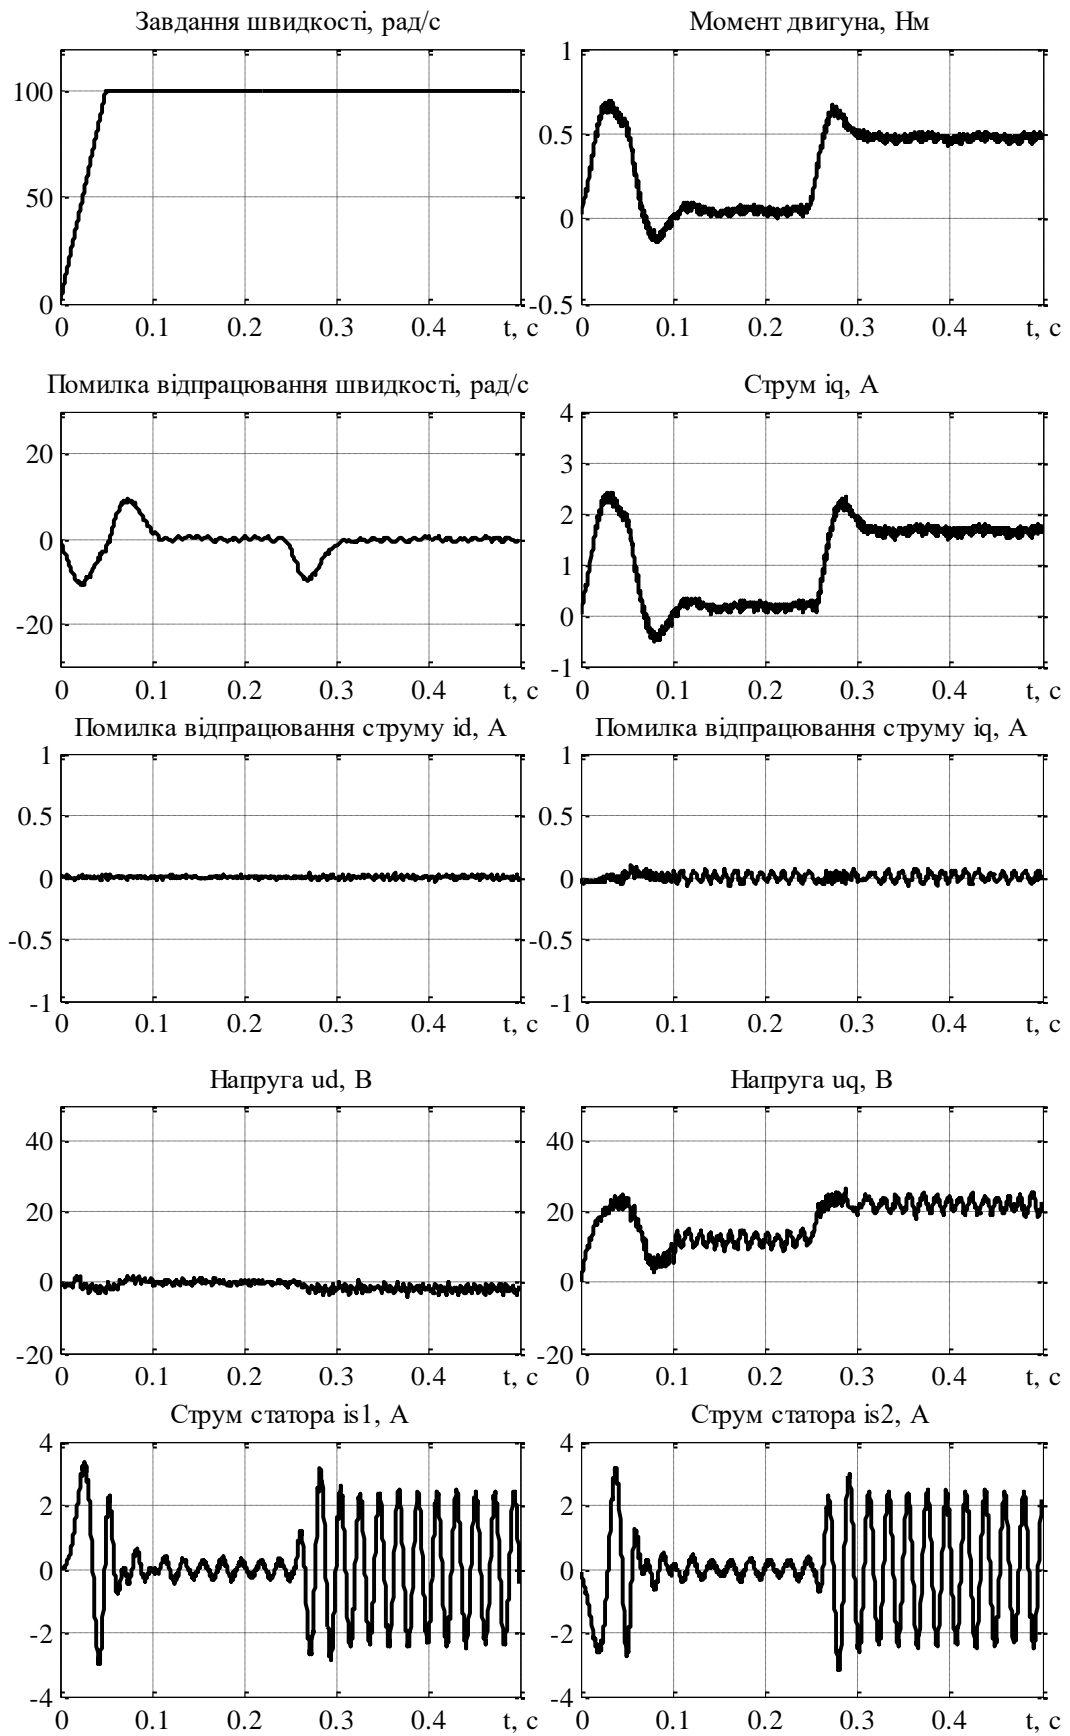 Завдання швидкості, рад/с
100
50
0
0 0.1 0.2 0.3 0.4 t, с
Момент двигуна, Нм
1
0.5
0
-0.5
0 0.1 0.2 0.3 0.4 t, с
Помилка відпрацювання швидкості, рад/с
20
0
-20
0 0.1 0.2 0.3 0.4 t, с
Струм iq, А
4
3
2
1
0
-1
0 0.1 0.2 0.3 0.4 t, с
Помилка відпрацювання струму id, А
1
0.5
0
-0.5
-1
0 0.1 0.2 0.3 0.4 t, с
Помилка відпрацювання струму iq, А
1
0.5
0
-0.5
-1
0 0.1 0.2 0.3 0.4 t, с
Напруга ud, В
40
20
0
-20
0 0.1 0.2 0.3 0.4 t, с
Напруга uq, В
40
20
0
-20
0 0.1 0.2 0.3 0.4 t, с
Струм статора is1, А
4
2
0
-2
-4
0 0.1 0.2 0.3 0.4 t, с
Струм статора is2, А
4
2
0
-2
-4
0 0.1 0.2 0.3 0.4 t, с